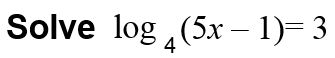 Solve log₄(5x – 1)= 3